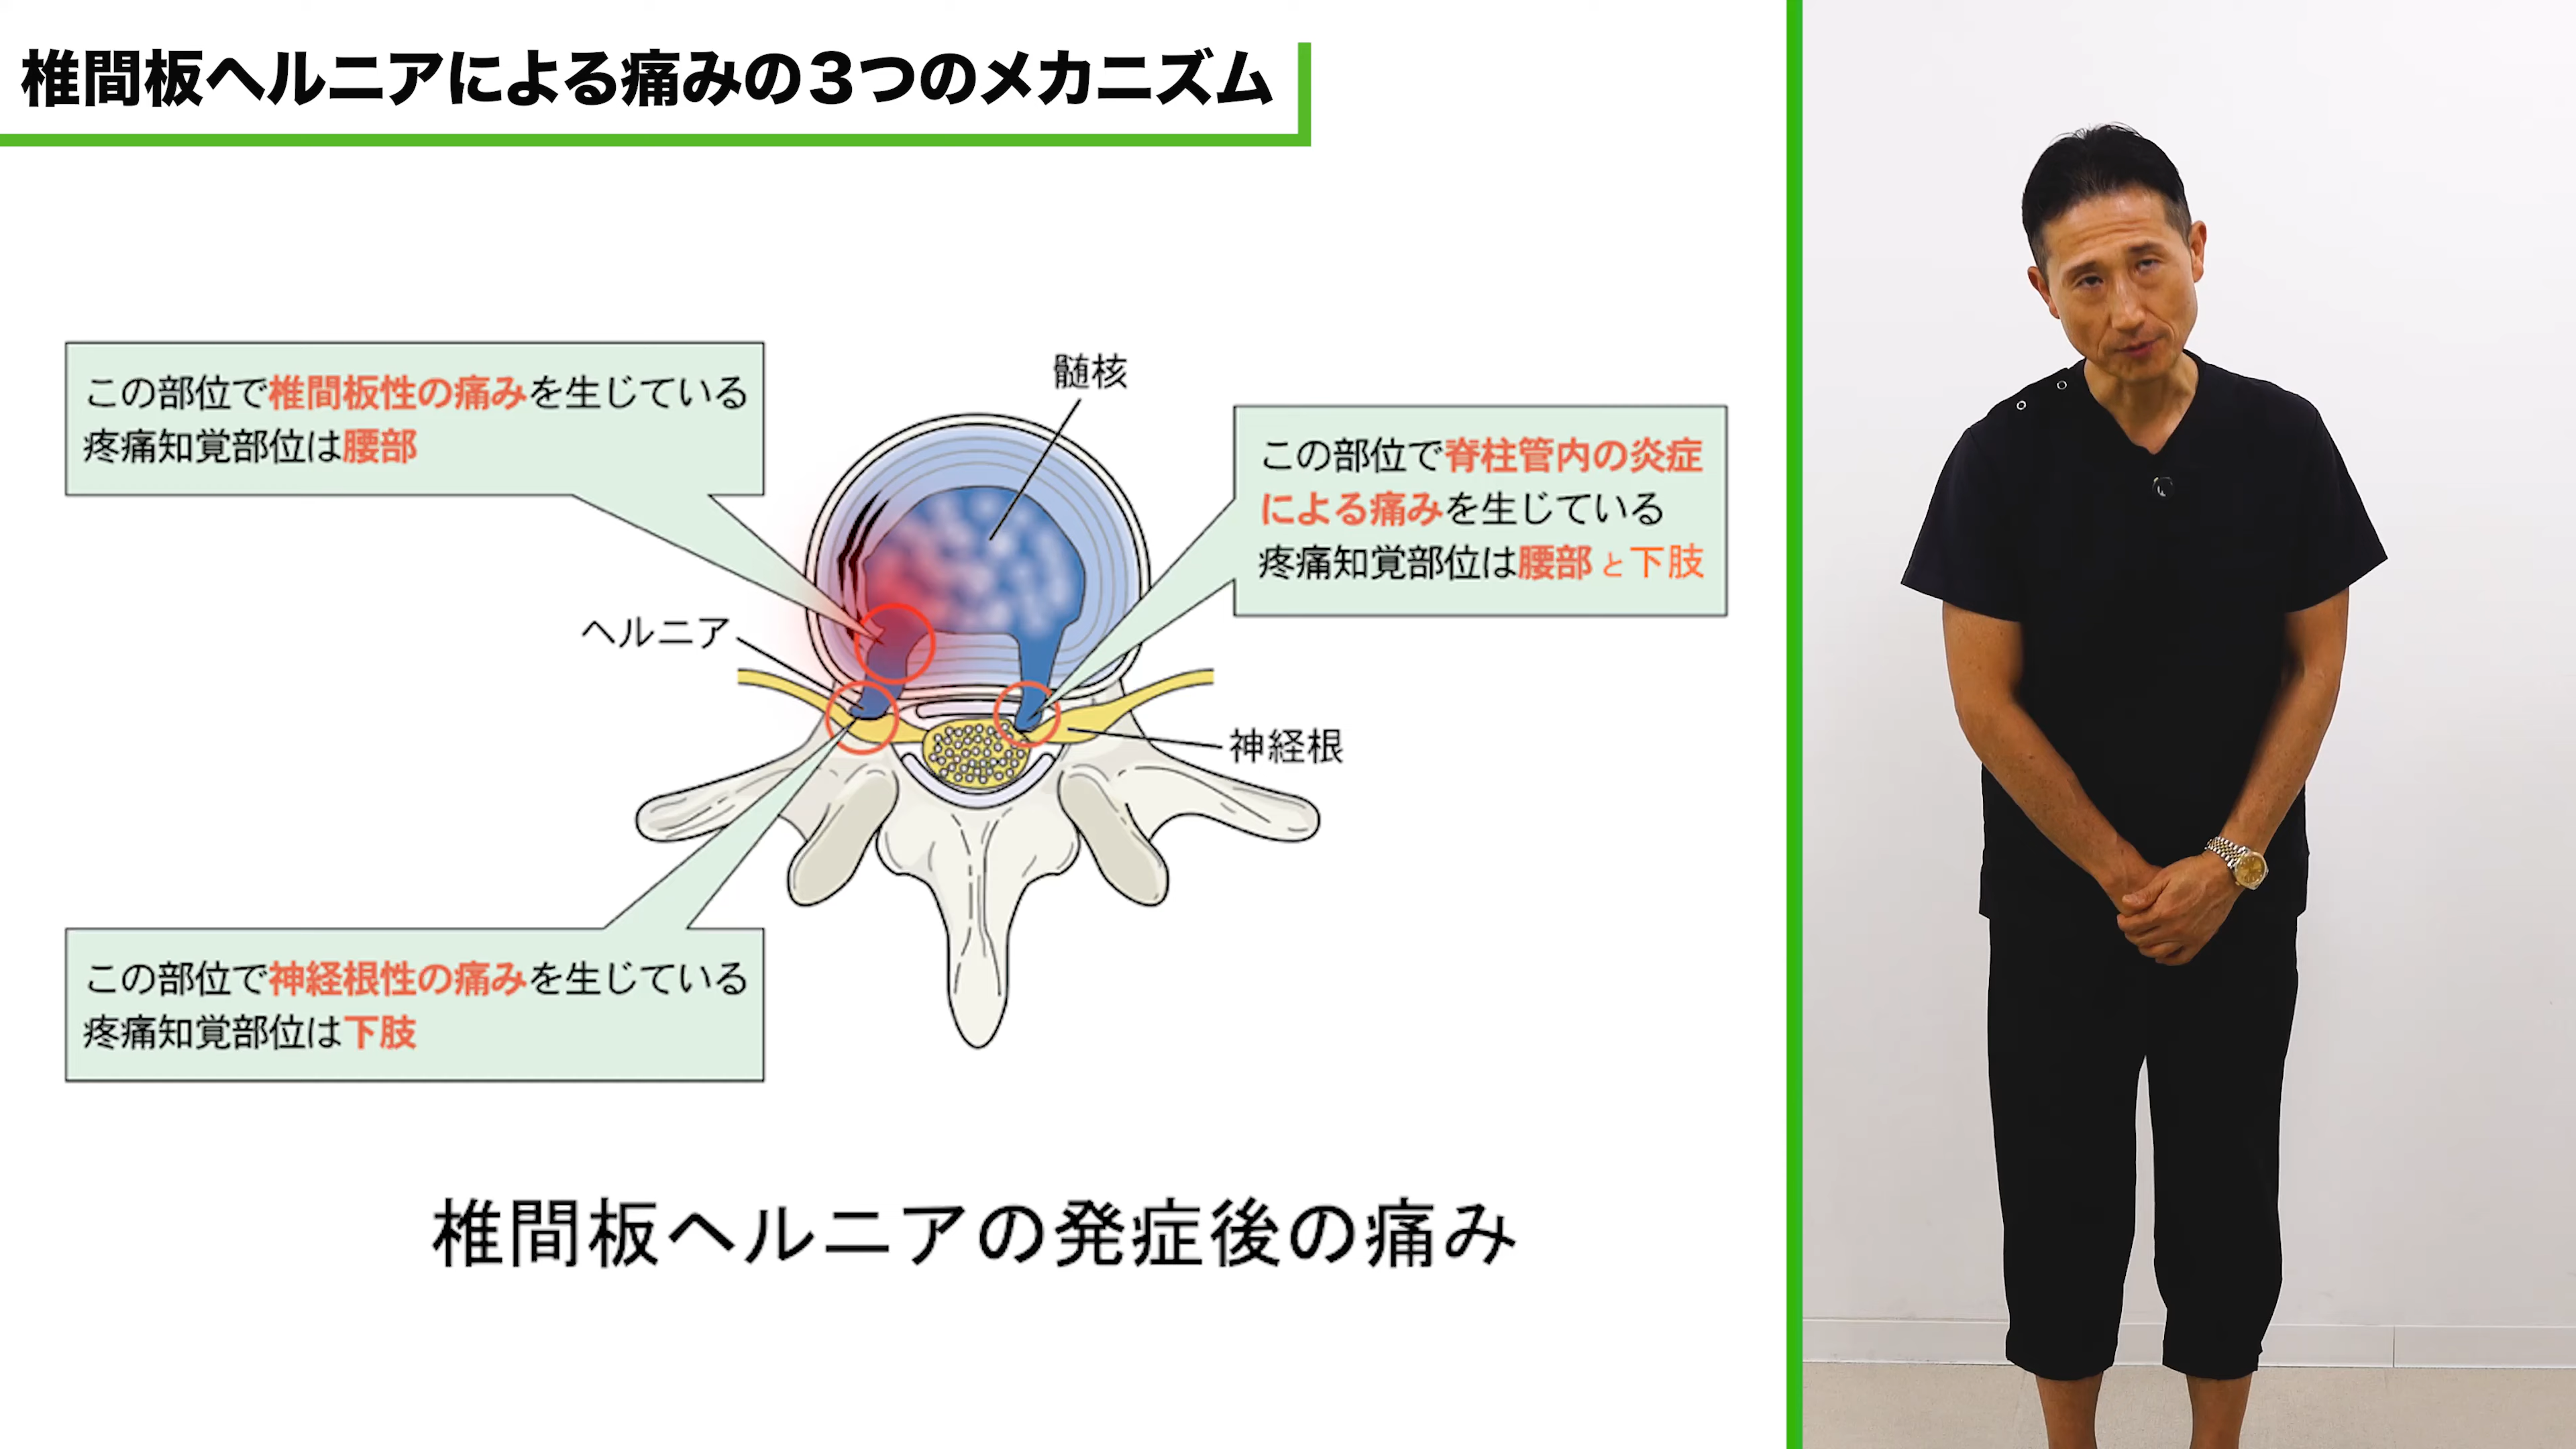 椎間板ヘルニアによる痛みの３つのメカニズム
この部位で椎間板性の痛みを生じている
疼痛知覚部位は腰部
髄核
この部位で脊柱管内の炎症
による痛みを生じている
疼痛知覚部位は腰部と下肢
ヘルニア
神経根
この部位で神経根性の痛みを生じている
疼痛知覚部位は下肢
椎間板ヘルニアの発症後の痛み